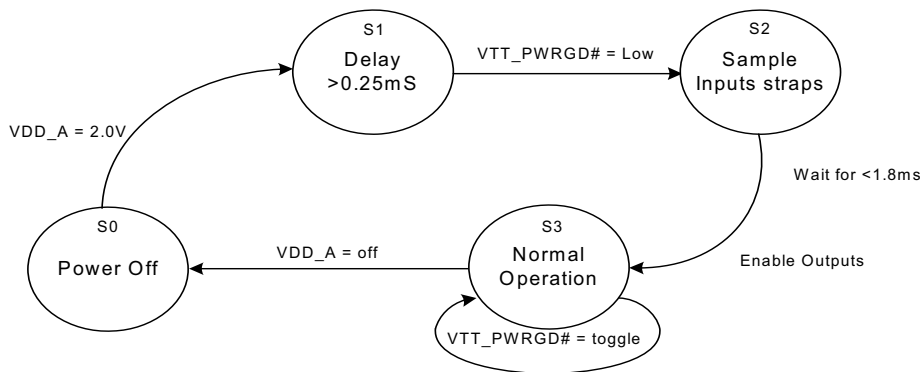 S1
Delay
>0.25mS
VTT_PWRGD# = Low
S2
Sample
Inputs straps
VDD_A = 2.0V
Wait for <1.8ms
S0
Power Off
VDD_A = off
S3
Normal
Operation
Enable Outputs
VTT_PWRGD# = toggle